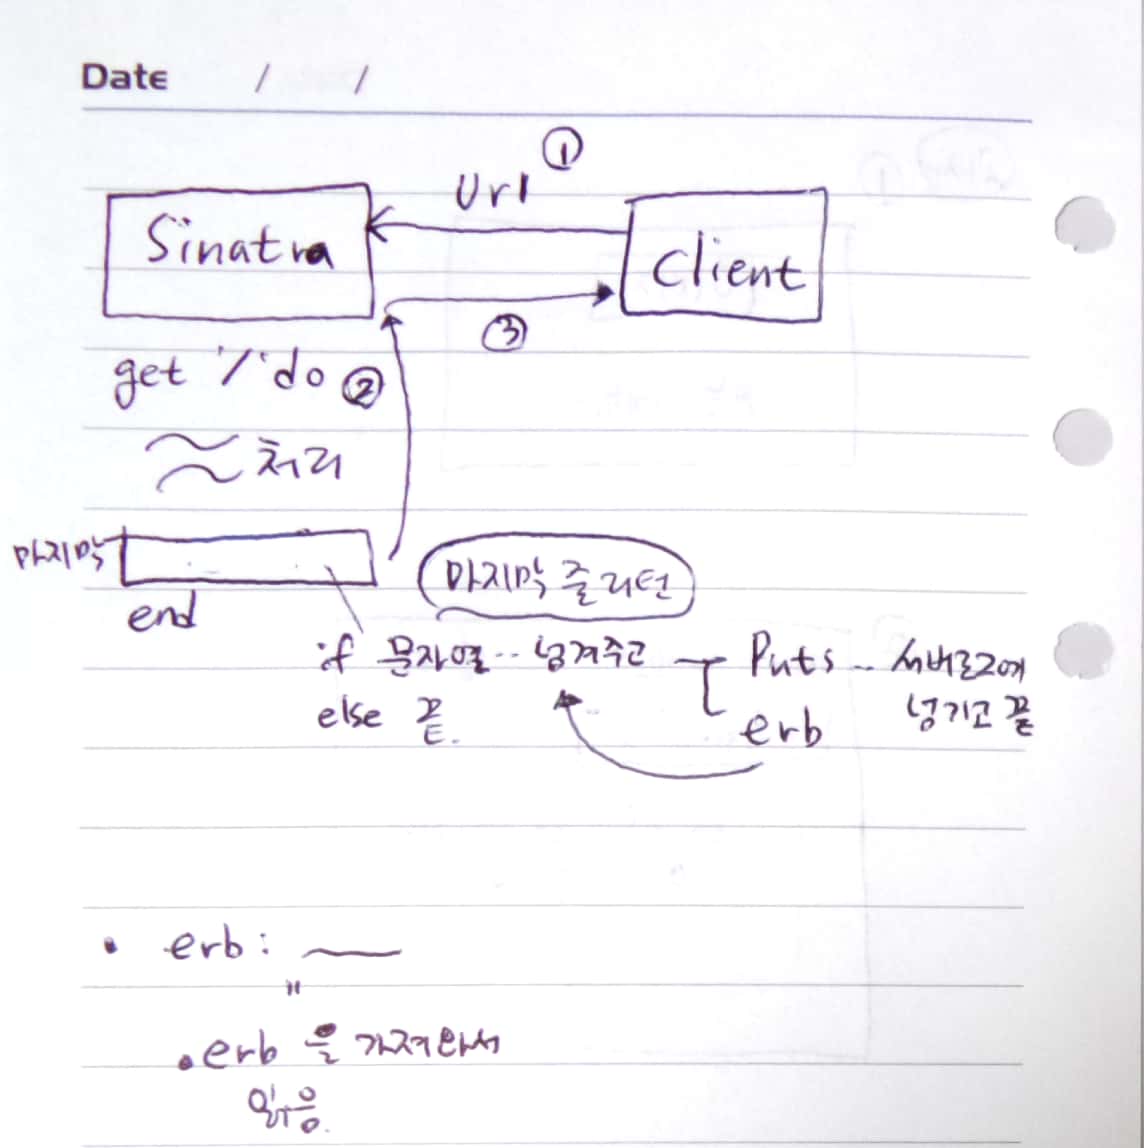 Date / /
①
Url
Sinatra
Client
③
get '/' do ②
처리
마지막
마지막 줄 리턴
end
if 문자열.. 넘겨주고 Puts .. 서버로그에
넘기고 끝
else 끝.
erb
• erb :
"
.erb 을 가져와서
읽음.